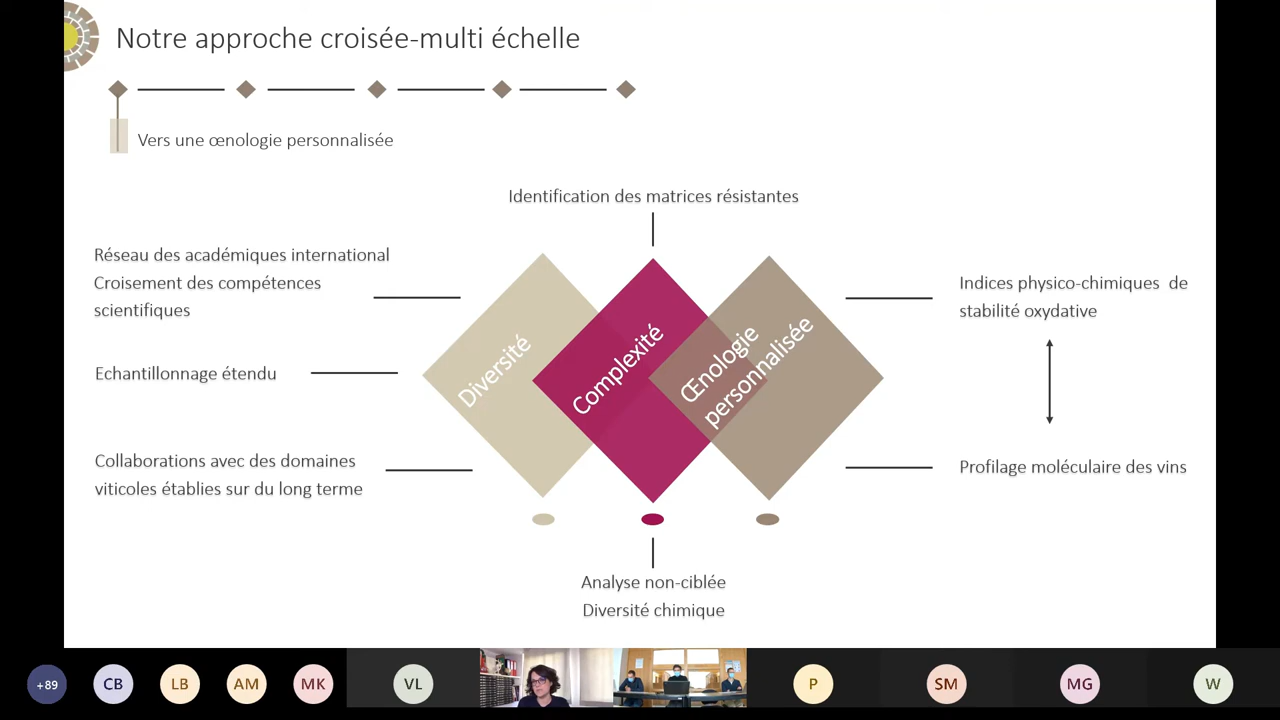 Notre approche croisée-multi échelle
Vers une œnologie personnalisée
Identification des matrices résistantes
Réseau des académiques international
Croisement des compétences
scientifiques
Echantillonnage étendu
Collaborations avec des domaines
viticoles établies sur du long terme
Diversité
Complexité
Œnologie
personnalisée
Indices physico-chimiques de
stabilité oxydative
Profilage moléculaire des vins
Analyse non-ciblée
Diversité chimique
+89
CB
LB
AM
MK
VL
P
SM
MG
W